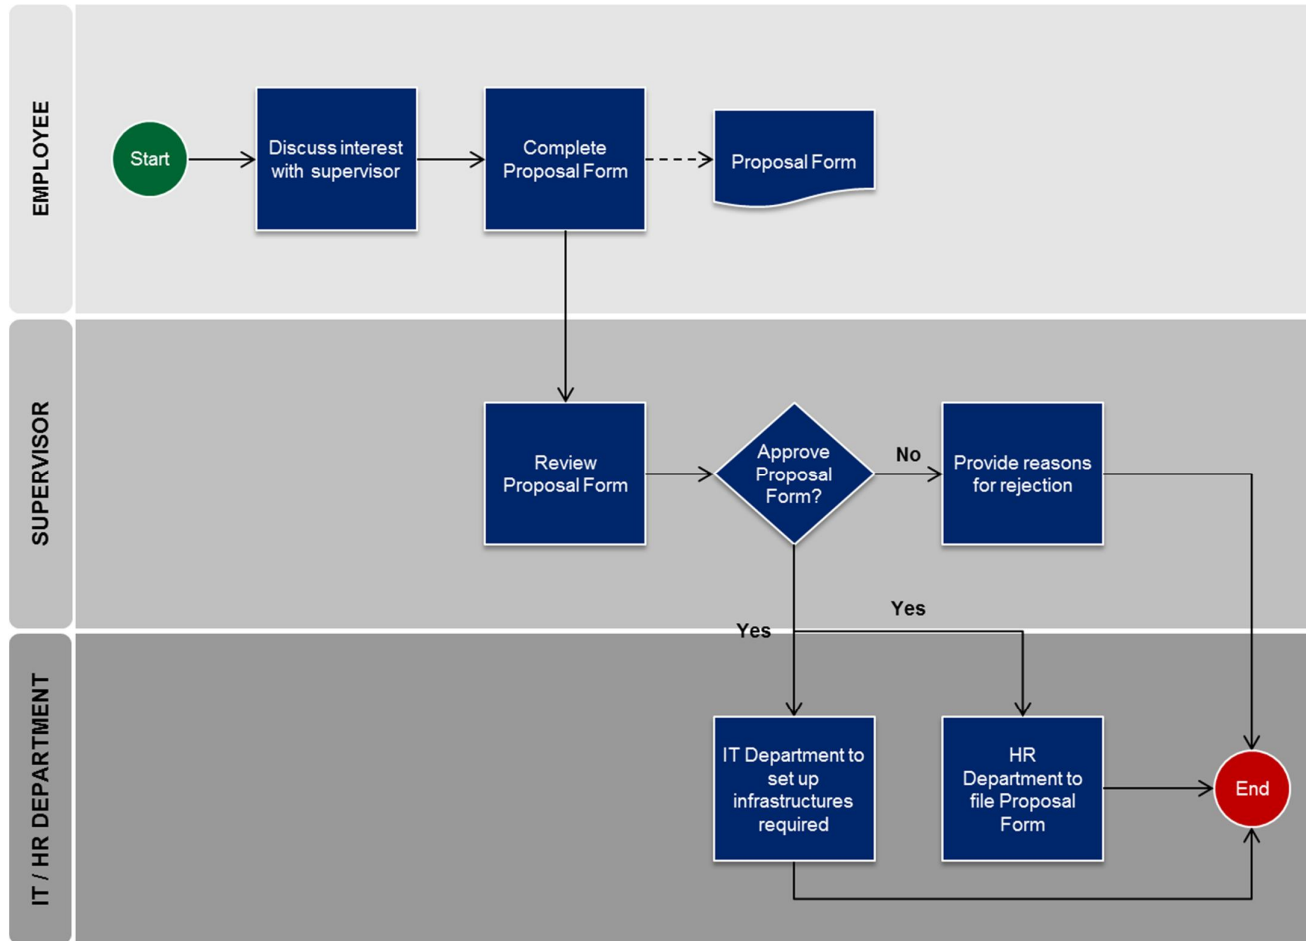 EMPLOYEE
Start
Discuss interest
with supervisor
Complete
Proposal Form
Proposal Form
SUPERVISOR
Review
Proposal Form
Approve
Proposal
Form?
No
Provide reasons
for rejection
Yes
Yes
IT / HR DEPARTMENT
IT Department to
set up
infrastructures
required
HR
Department to
file Proposal
Form
End